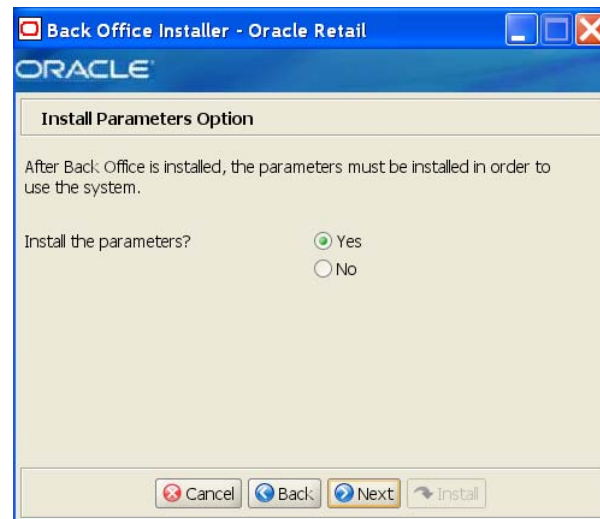 Back Office Installer - Oracle Retail
ORACLE
Install Parameters Option
After Back Office is installed, the parameters must be installed in order to
use the system.
Install the parameters?
Yes
No
Cancel
Back
Next
Install